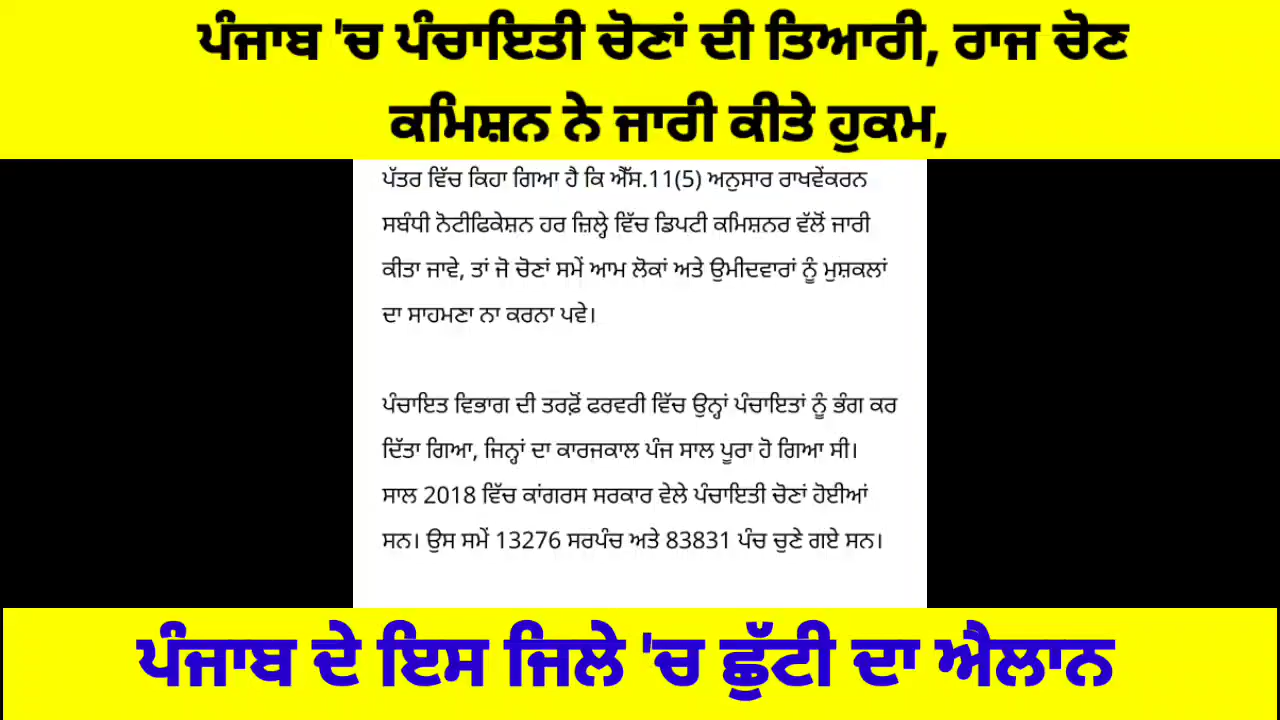 ਪੰਜਾਬ 'ਚ ਪੰਚਾਇਤੀ ਚੋਣਾਂ ਦੀ ਤਿਆਰੀ, ਰਾਜ ਚੋਣ
ਕਮਿਸ਼ਨ ਨੇ ਜਾਰੀ ਕੀਤੇ ਹੁਕਮ,
ਪੱਤਰ ਵਿੱਚ ਕਿਹਾ ਗਿਆ ਹੈ ਕਿ ਐੱਸ.11(5) ਅਨੁਸਾਰ ਰਾਖਵੇਂਕਰਨ
ਸਬੰਧੀ ਨੋਟੀਫਿਕੇਸ਼ਨ ਹਰ ਜ਼ਿਲ੍ਹੇ ਵਿੱਚ ਡਿਪਟੀ ਕਮਿਸ਼ਨਰ ਵੱਲੋਂ ਜਾਰੀ
ਕੀਤਾ ਜਾਵੇ, ਤਾਂ ਜੋ ਚੋਣਾਂ ਸਮੇਂ ਆਮ ਲੋਕਾਂ ਅਤੇ ਉਮੀਦਵਾਰਾਂ ਨੂੰ ਮੁਸ਼ਕਲਾਂ
ਦਾ ਸਾਹਮਣਾ ਨਾ ਕਰਨਾ ਪਵੇ।
ਪੰਚਾਇਤ ਵਿਭਾਗ ਦੀ ਤਰਫ਼ੋਂ ਫਰਵਰੀ ਵਿੱਚ ਉਨ੍ਹਾਂ ਪੰਚਾਇਤਾਂ ਨੂੰ ਭੰਗ ਕਰ
ਦਿੱਤਾ ਗਿਆ, ਜਿਨ੍ਹਾਂ ਦਾ ਕਾਰਜਕਾਲ ਪੰਜ ਸਾਲ ਪੂਰਾ ਹੋ ਗਿਆ ਸੀ।
ਸਾਲ 2018 ਵਿੱਚ ਕਾਂਗਰਸ ਸਰਕਾਰ ਵੇਲੇ ਪੰਚਾਇਤੀ ਚੋਣਾਂ ਹੋਈਆਂ
ਸਨ। ਉਸ ਸਮੇਂ 13276 ਸਰਪੰਚ ਅਤੇ 83831 ਪੰਚ ਚੁਣੇ ਗਏ ਸਨ।
ਪੰਜਾਬ ਦੇ ਇਸ ਜਿਲੇ 'ਚ ਛੁੱਟੀ ਦਾ ਐਲਾਨ